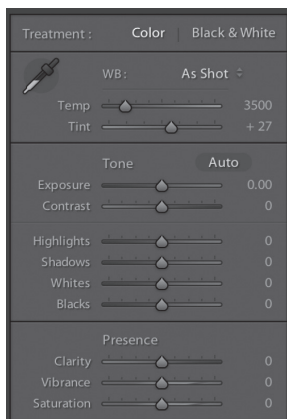 Treatment : Color | Black & White
WB: As Shot
Temp 3500
Tint + 27
Tone Auto
Exposure 0.00
Contrast 0
Highlights 0
Shadows 0
Whites 0
Blacks 0
Presence
Clarity 0
Vibrance 0
Saturation 0